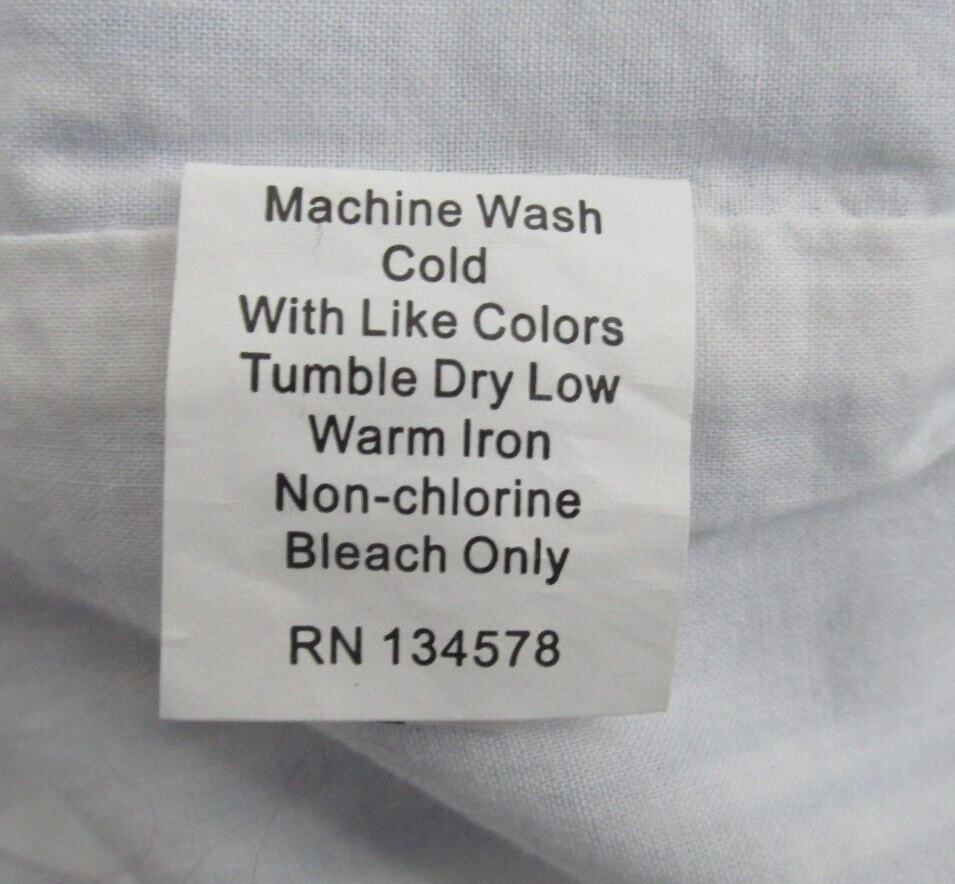 Machine Wash
Cold
With Like Colors
Tumble Dry Low
Warm Iron
Non-chlorine
Bleach Only
RN 134578